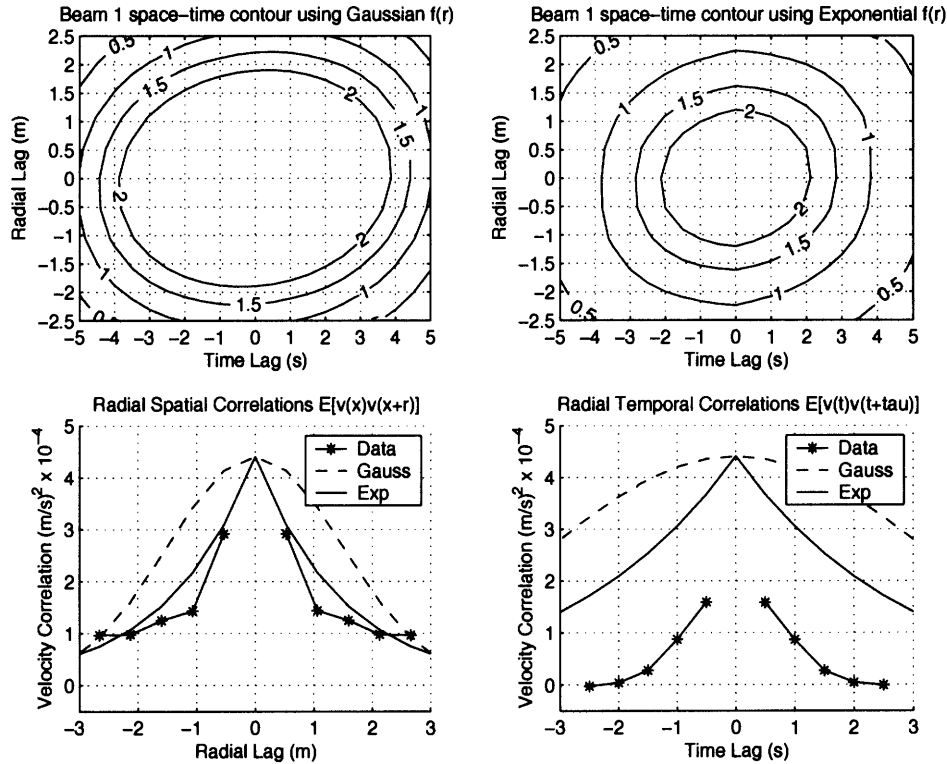 Beam 1 space−time contour using Gaussian f(r)
2.5
2
1.5
1
0.5
0
−0.5
−1
−1.5
−2
−2.5
Radial Lag (m)
−5 −4 −3 −2 −1 0 1 2 3 4 5
Time Lag (s)
0.5
1
1.5
2
2
1
1.5
2
2
1
1.5
1
0.5
Beam 1 space−time contour using Exponential f(r)
2.5
2
1.5
1
0.5
0
−0.5
−1
−1.5
−2
−2.5
Radial Lag (m)
−5 −4 −3 −2 −1 0 1 2 3 4 5
Time Lag (s)
0.5
1
1.5
2
1
2
1.5
1
0.5
0.5
Radial Spatial Correlations E[v(x)v(x+r)]
5
4
3
2
1
0
Velocity Correlation (m/s)² x 10⁻⁴
Data
Gauss
Exp
−3 −2 −1 0 1 2 3
Radial Lag (m)
Radial Temporal Correlations E[v(t)v(t+tau)]
5
4
3
2
1
0
Velocity Correlation (m/s)² x 10⁻⁴
Data
Gauss
Exp
−3 −2 −1 0 1 2 3
Time Lag (s)